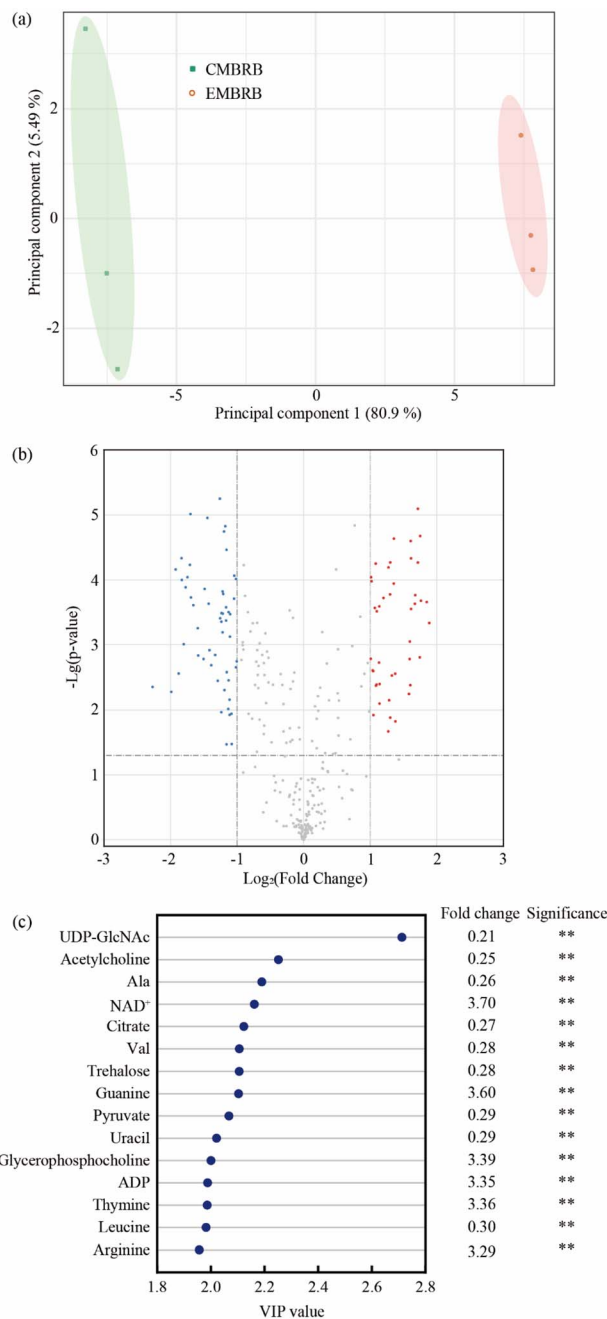 (a)
CMBRB
EMBRB
Principal component 2 (5.49 %)
2
0
-2
-5
0
5
Principal component 1 (80.9 %)
(b)
-Lg(p-value)
6
5
4
3
2
1
0
-3
-2
-1
0
1
2
3
Log₂(Fold Change)
(c)
Fold change Significance
UDP-GlcNAc 0.21 **
Acetylcholine 0.25 **
Ala 0.26 **
NAD⁺ 3.70 **
Citrate 0.27 **
Val 0.28 **
Trehalose 0.28 **
Guanine 3.60 **
Pyruvate 0.29 **
Uracil 0.29 **
Glycerophosphocholine 3.39 **
ADP 3.35 **
Thymine 3.36 **
Leucine 0.30 **
Arginine 3.29 **
1.8 2.0 2.2 2.4 2.6 2.8
VIP value